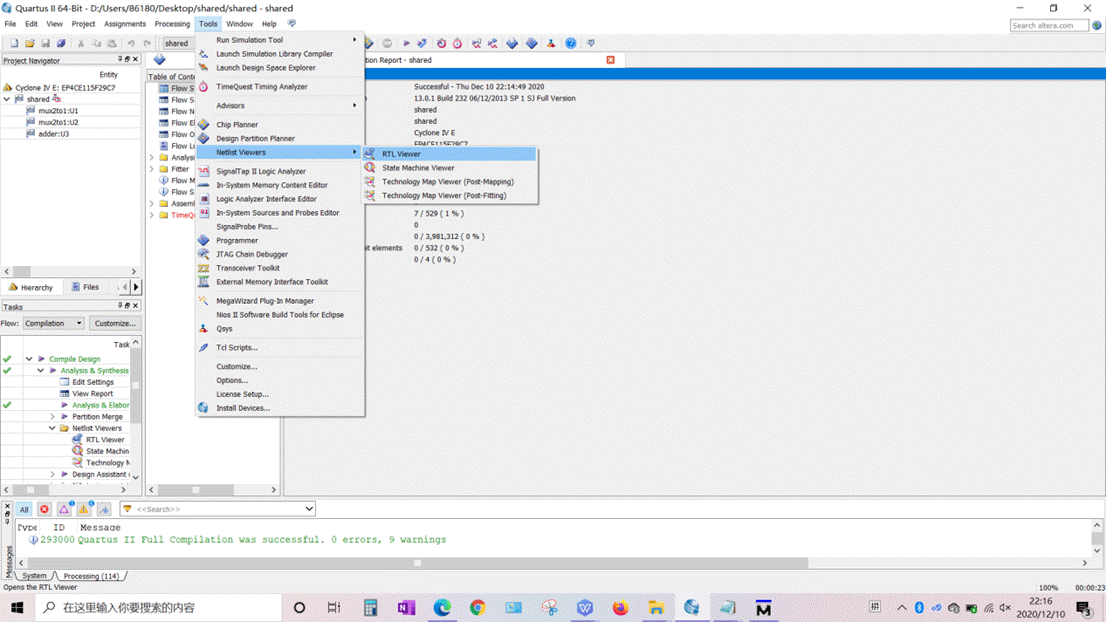 Quartus II 64-Bit - D:/Users/86180/Desktop/shared/shared - shared
File Edit View Project Assignments Processing Tools Window Help
Search altera.com
shared
Project Navigator
Entity
Cyclone IV E: EP4CE115F29C7
shared
mux2to1:U1
mux2to1:U2
adder:U3
Hierarchy Files
Tasks
Flow: Compilation Customize...
Task
Compile Design
Analysis & Synthesis
Edit Settings
View Report
Analysis & Elabor
Partition Merge
Netlist Viewers
RTL Viewer
State Machin
Technology M
Design Assistant
Table of Conte
Flow S
Flow S
Flow N
Flow El
Flow O
Flow L
Analysi
Fitter
Flow M
Flow S
Assemb
TimeQu
Run Simulation Tool
Launch Simulation Library Compiler
Launch Design Space Explorer
TimeQuest Timing Analyzer
Advisors
Chip Planner
Design Partition Planner
Netlist Viewers
SignalTap II Logic Analyzer
In-System Memory Content Editor
Logic Analyzer Interface Editor
In-System Sources and Probes Editor
SignalProbe Pins...
Programmer
JTAG Chain Debugger
Transceiver Toolkit
External Memory Interface Toolkit
MegaWizard Plug-In Manager
Nios II Software Build Tools for Eclipse
Qsys
Tcl Scripts...
Customize...
Options...
License Setup...
Install Devices...
RTL Viewer
State Machine Viewer
Technology Map Viewer (Post-Mapping)
Technology Map Viewer (Post-Fitting)
tion Report - shared
Successful - Thu Dec 10 22:14:49 2020
13.0.1 Build 232 06/12/2013 SP 1 SJ Full Version
shared
shared
Cyclone IV E
EP4CE115F29C7
7 / 529 ( 1 % )
0
0 / 3,981,312 ( 0 % )
it elements 0 / 532 ( 0 % )
0 / 4 ( 0 % )
All <<Search>>
Type ID Message
293000 Quartus II Full Compilation was successful. 0 errors, 9 warnings
Messages
System Processing (114)
Opens the RTL Viewer
100% 00:00:23
在这里输入你要搜索的内容
拼
22:16
2020/12/10
3